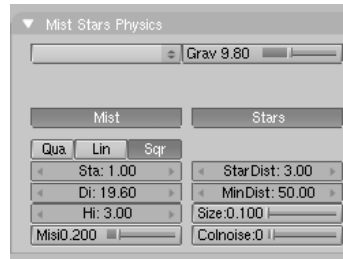 Mist Stars Physics
Grav 9.80
Mist Stars
Qua Lin Sqr
Sta: 1.00 StarDist: 3.00
Di: 19.60 MinDist: 50.00
Hi: 3.00 Size:0.100
Misi0.200 Colnoise:0